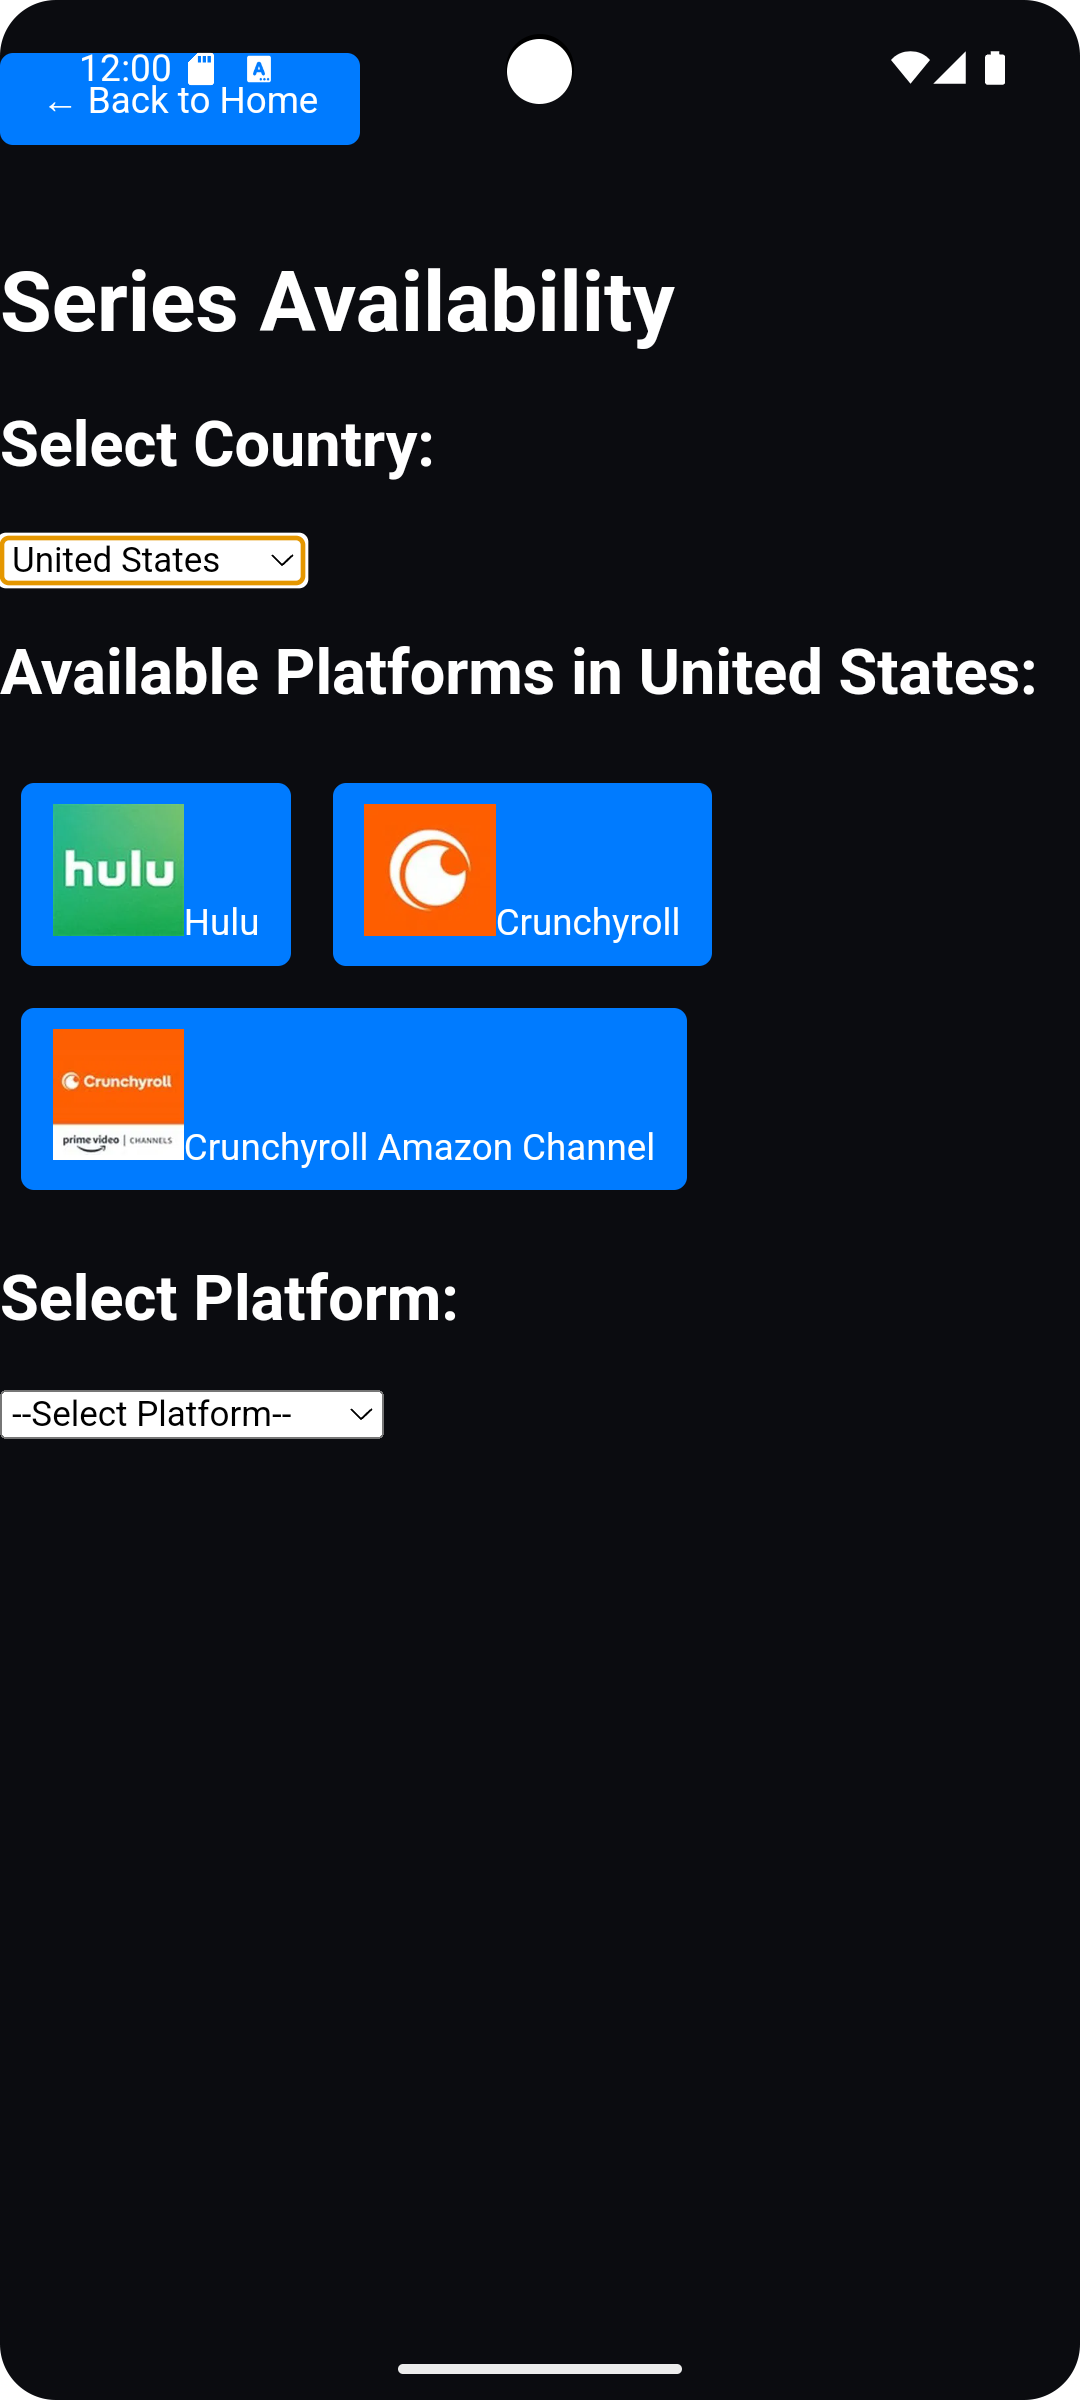 12:00
← Back to Home
Series Availability
Select Country:
United States
Available Platforms in United States:
hulu
Hulu
Crunchyroll
Crunchyroll
prime video | CHANNELS
Crunchyroll Amazon Channel
Select Platform:
--Select Platform--